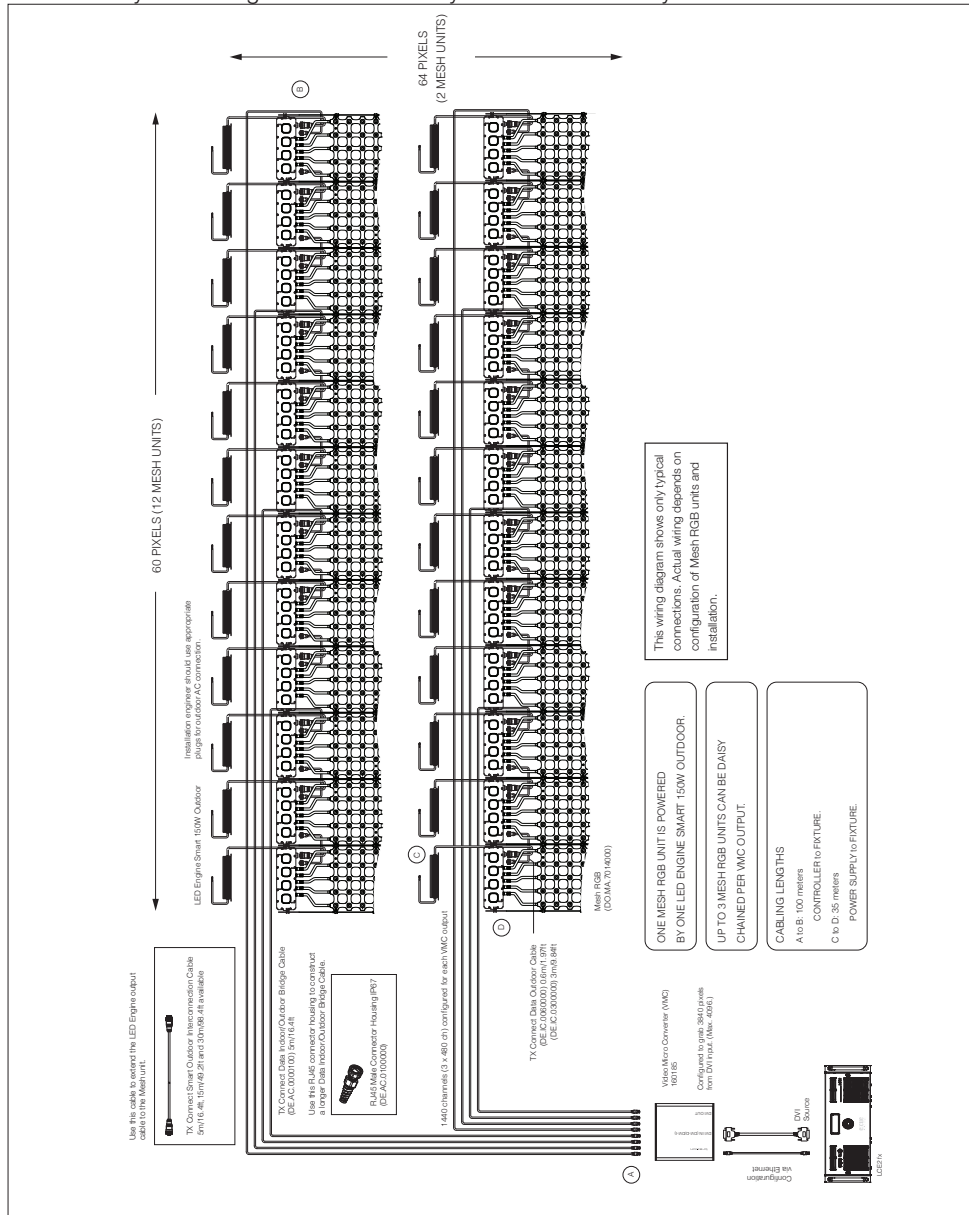 60 PIXELS (12 MESH UNITS)
64 PIXELS
(2 MESH UNITS)
B
Use this cable to extend the LED Engine output
cable to the Mesh unit.
TX Connect Smart Outdoor Interconnection Cable
5m/16.4ft, 15m/49.2ft and 30m/98.4ft available
LED Engine Smart 150W Outdoor
Installation engineer should use appropriate
plugs for outdoor AC connection.
TX Connect Data Indoor/Outdoor Bridge Cable
(DE.AC.0000100) 5m/16.4ft
Use this RJ45 connector housing to construct
a longer Data Indoor/Outdoor Bridge Cable.
RJ45 Male Connector Housing IP67
(DE.AC.0100000)
1440 channels (3 x 480 ch) configured for each VMC output
C
D
TX Connect Data Outdoor Cable
(DE.IC.0060000) 0.6m/1.97ft
(DE.IC.0300000) 3m/9.84ft
Mesh RGB
(DO.MA.7014000)
A
Video Micro Converter (VMC)
160185
Configured to grab 3840 pixels
from DVI input. (Max. 4096.)
Configuration
via Ethernet
DVI
Source
LCE2fx
ONE MESH RGB UNIT IS POWERED
BY ONE LED ENGINE SMART 150W OUTDOOR.
UP TO 3 MESH RGB UNITS CAN BE DAISY
CHAINED PER VMC OUTPUT.
CABLING LENGTHS
A to B: 100 meters
CONTROLLER to FIXTURE.
C to D: 35 meters
POWER SUPPLY to FIXTURE.
This wiring diagram shows only typical
connections. Actual wiring depends on
configuration of Mesh RGB units and
installation.